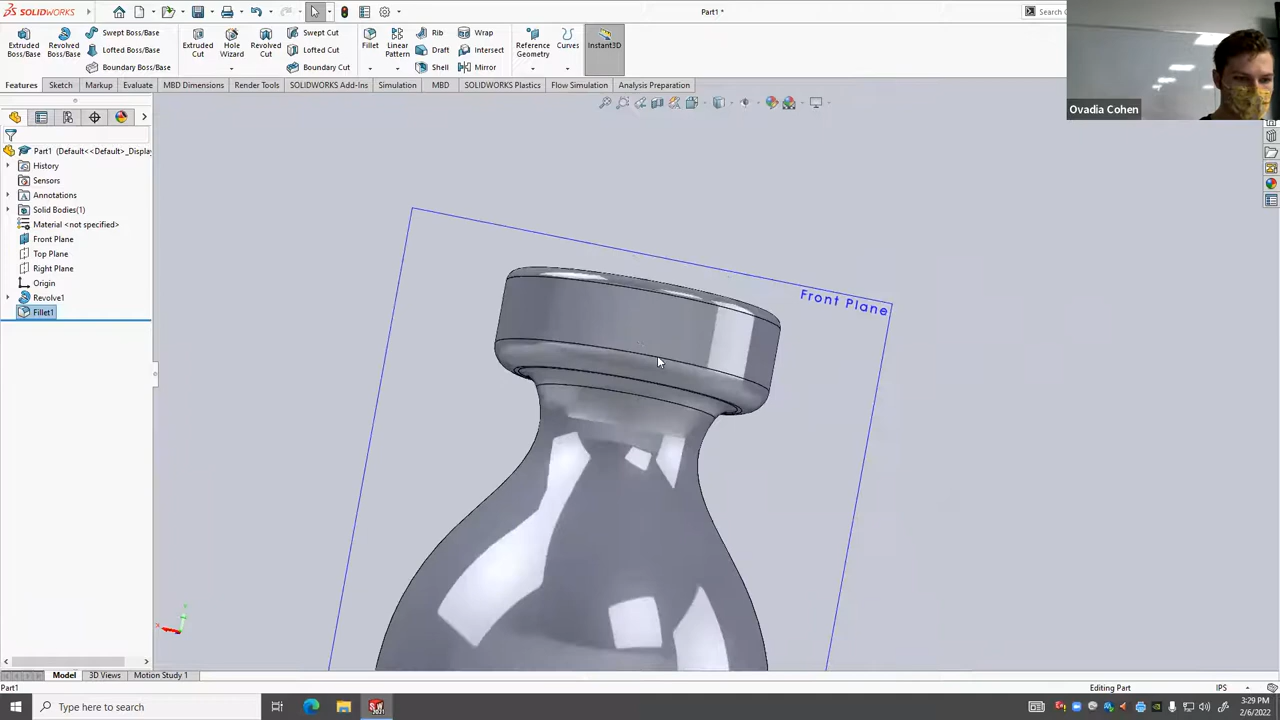 SOLIDWORKS
Part1 *
Search Co
Extruded Boss/Base
Revolved Boss/Base
Swept Boss/Base
Lofted Boss/Base
Boundary Boss/Base
Extruded Cut
Hole Wizard
Revolved Cut
Swept Cut
Lofted Cut
Boundary Cut
Fillet
Linear Pattern
Rib
Draft
Shell
Wrap
Intersect
Mirror
Reference Geometry
Curves
Instant3D
Features
Sketch
Markup
Evaluate
MBD Dimensions
Render Tools
SOLIDWORKS Add-Ins
Simulation
MBD
SOLIDWORKS Plastics
Flow Simulation
Analysis Preparation
Ovadia Cohen
Part1 (Default<<Default>_Displa
History
Sensors
Annotations
Solid Bodies(1)
Material <not specified>
Front Plane
Top Plane
Right Plane
Origin
Revolve1
Fillet1
Front Plane
Model
3D Views
Motion Study 1
Part1
Editing Part
IPS
Type here to search
3:29 PM
2/6/2022